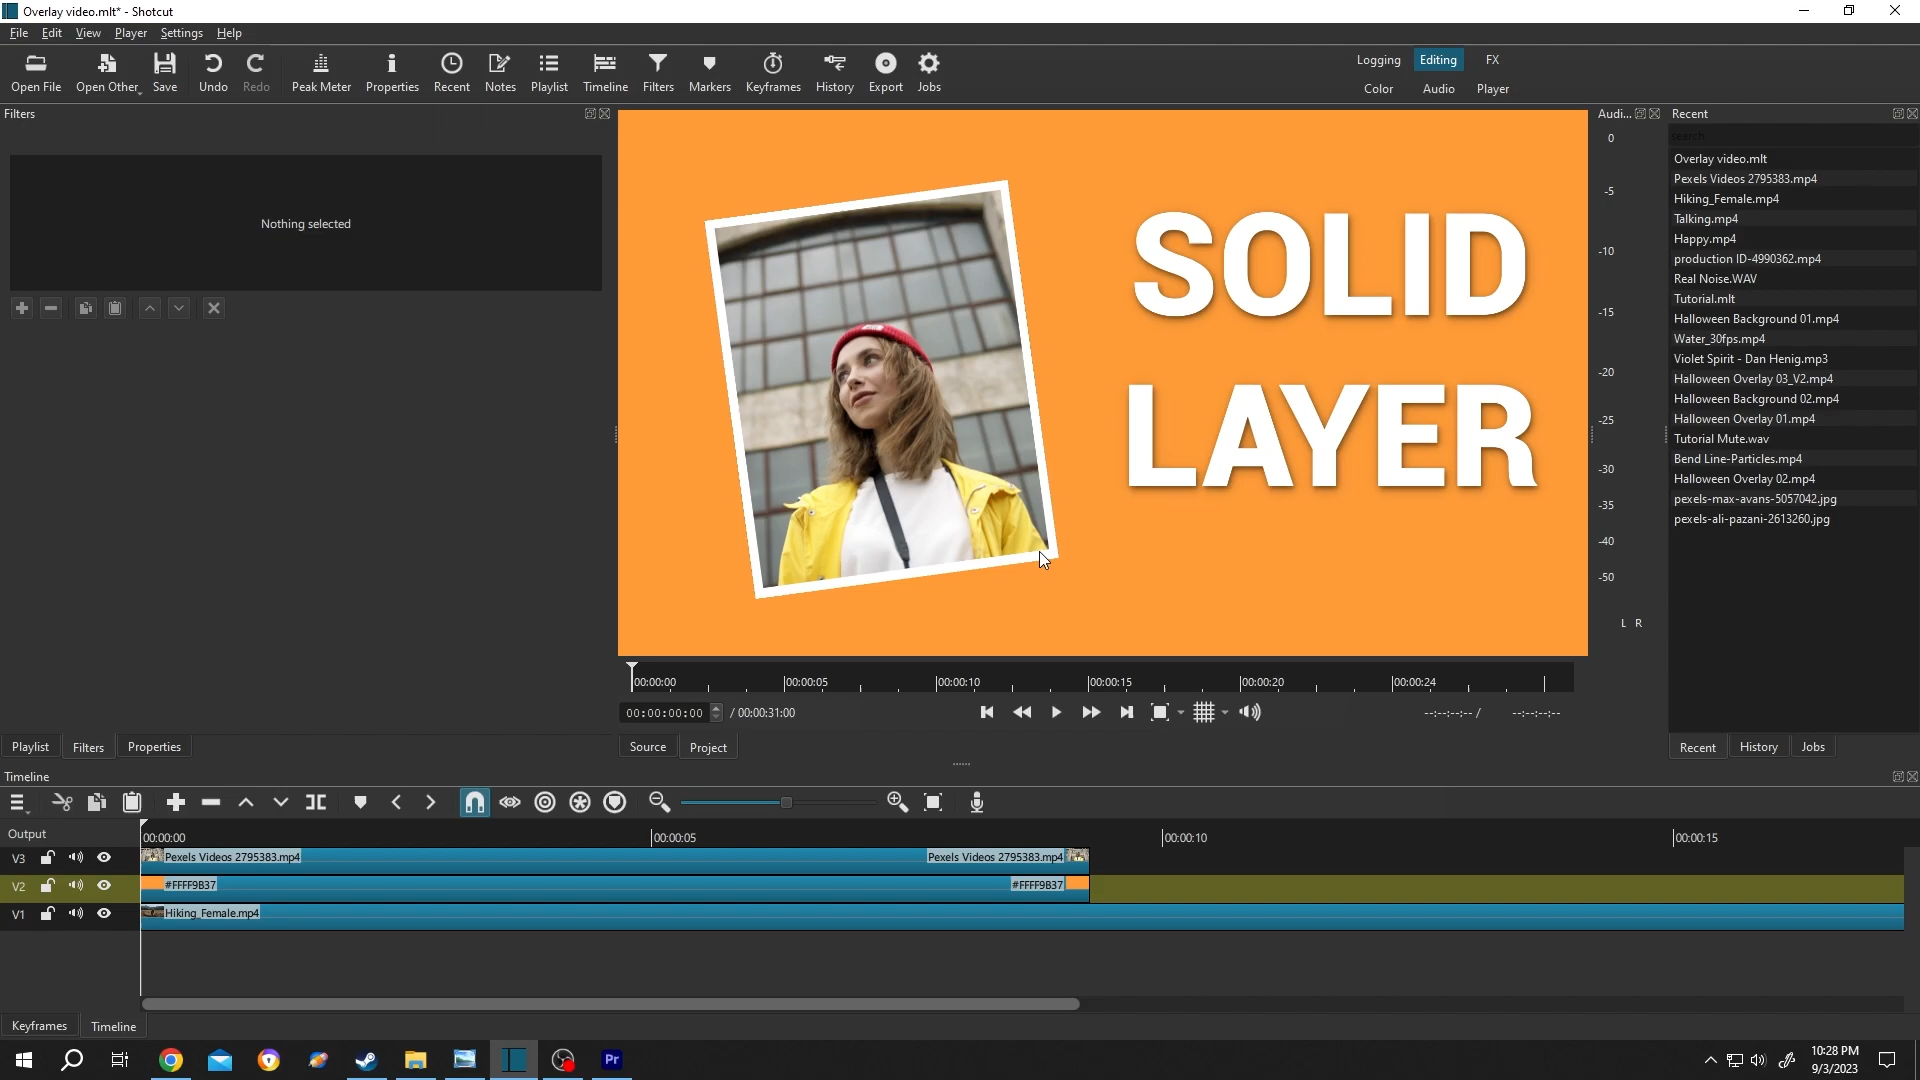 Overlay video.mlt* - Shotcut
File Edit View Player Settings Help
Open File Open Other Save Undo Redo Peak Meter Properties Recent Notes Playlist Timeline Filters Markers Keyframes History Export Jobs
Logging Editing FX
Color Audio Player
Filters
Nothing selected
SOLID
LAYER
Audi...
0
-5
-10
-15
-20
-25
-30
-35
-40
-50
L R
Recent
search
Overlay video.mlt
Pexels Videos 2795383.mp4
Hiking_Female.mp4
Talking.mp4
Happy.mp4
production ID-4990362.mp4
Real Noise.WAV
Tutorial.mlt
Halloween Background 01.mp4
Water_30fps.mp4
Violet Spirit - Dan Henig.mp3
Halloween Overlay 03_V2.mp4
Halloween Background 02.mp4
Halloween Overlay 01.mp4
Tutorial Mute.wav
Bend Line-Particles.mp4
Halloween Overlay 02.mp4
pexels-max-avans-5057042.jpg
pexels-ali-pazani-2613260.jpg
00:00:00 00:00:05 00:00:10 00:00:15 00:00:20 00:00:24
00:00:00:00 / 00:00:31:00 --:--:--:-- / --:--:--:--
Playlist Filters Properties
Source Project
Recent History Jobs
Timeline
Output
00:00:00 00:00:05 00:00:10 00:00:15
V3 Pexels Videos 2795383.mp4 Pexels Videos 2795383.mp4
V2 #FFFF9B37 #FFFF9B37
V1 Hiking_Female.mp4
Keyframes Timeline
Pr
10:28 PM
9/3/2023